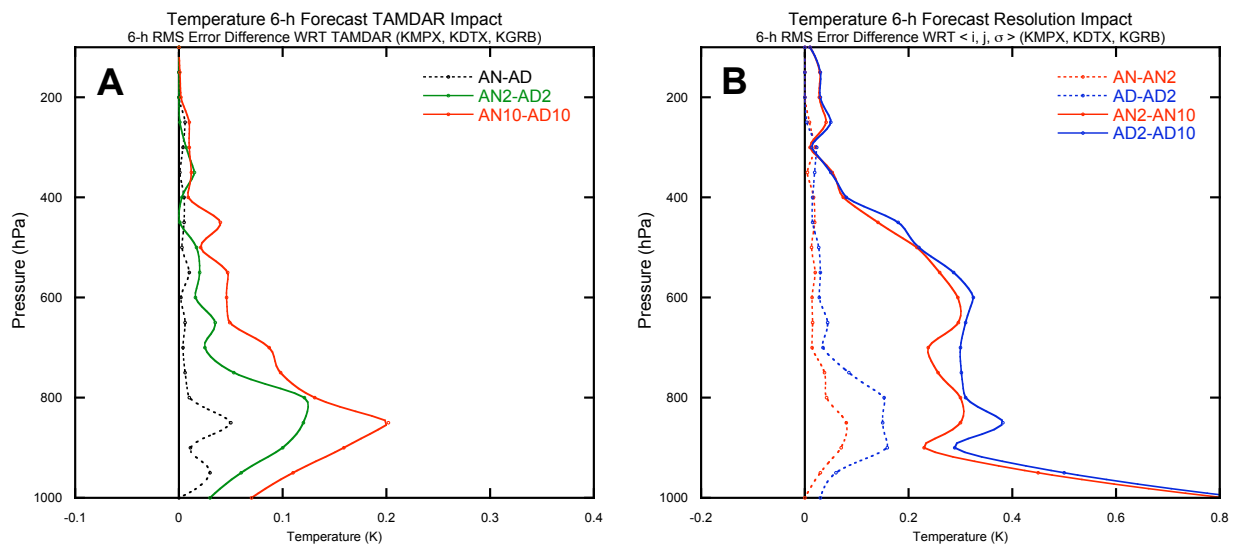 Temperature 6-h Forecast TAMDAR Impact
6-h RMS Error Difference WRT TAMDAR (KMPX, KDTX, KGRB)
A
AN-AD
AN2-AD2
AN10-AD10
Pressure (hPa)
200
400
600
800
1000
-0.1
0
0.1
0.2
0.3
0.4
Temperature (K)
Temperature 6-h Forecast Resolution Impact
6-h RMS Error Difference WRT < i, j, σ > (KMPX, KDTX, KGRB)
B
AN-AN2
AD-AD2
AN2-AN10
AD2-AD10
Pressure (hPa)
200
400
600
800
1000
-0.2
0
0.2
0.4
0.6
0.8
Temperature (K)